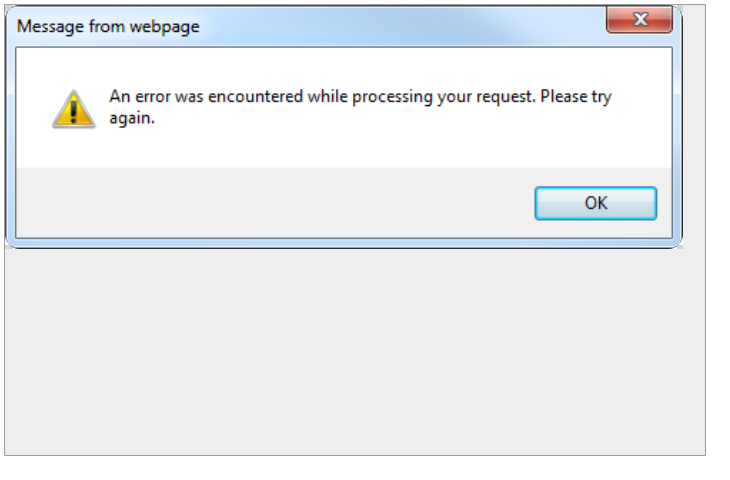 Message from webpage
An error was encountered while processing your request. Please try
again.
OK